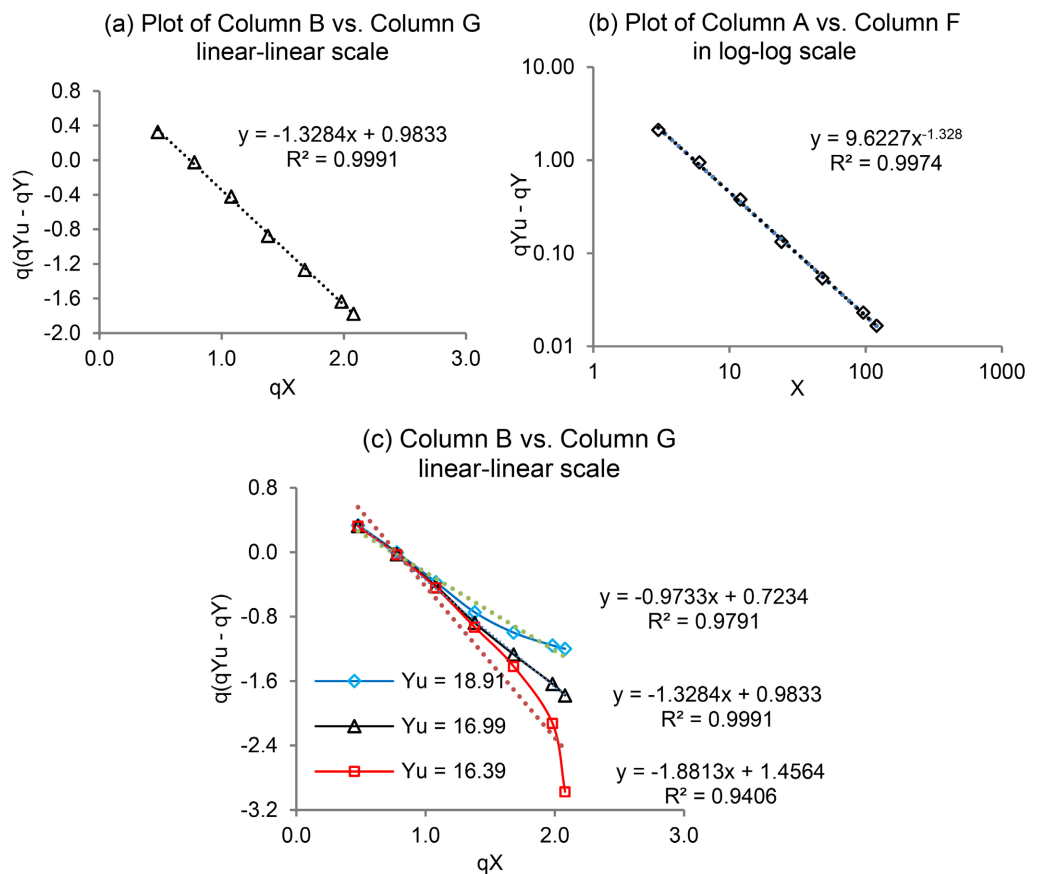 (a) Plot of Column B vs. Column G
linear-linear scale
0.8
0.4
0.0
-0.4
-0.8
-1.2
-1.6
-2.0
q(qYu - qY)
y = -1.3284x + 0.9833
R² = 0.9991
0.0
1.0
2.0
3.0
qX
(b) Plot of Column A vs. Column F
in log-log scale
10.00
1.00
0.10
0.01
qYu - qY
y = 9.6227x⁻¹·³²⁸
R² = 0.9974
1
10
100
1000
X
(c) Column B vs. Column G
linear-linear scale
0.8
0.0
-0.8
-1.6
-2.4
-3.2
q(qYu - qY)
y = -0.9733x + 0.7234
R² = 0.9791
y = -1.3284x + 0.9833
R² = 0.9991
y = -1.8813x + 1.4564
R² = 0.9406
Yu = 18.91
Yu = 16.99
Yu = 16.39
0.0
1.0
2.0
3.0
qX